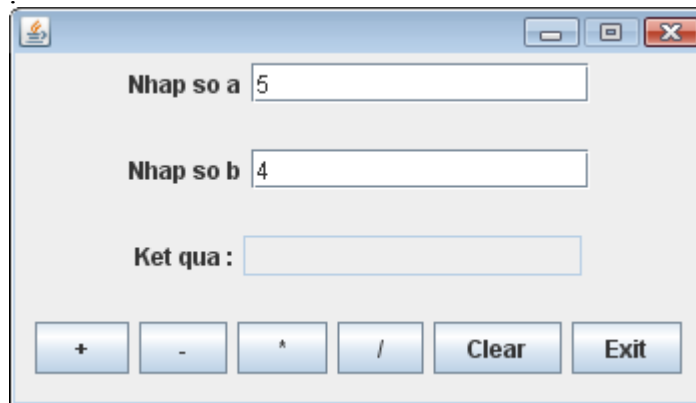 Nhap so a 5
Nhap so b 4
Ket qua :
+ - * / Clear Exit